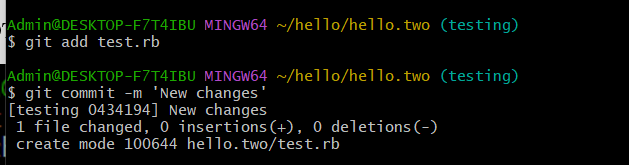 Admin@DESKTOP-F7T4IBU MINGW64 ~/hello/hello.two (testing)
$ git add test.rb
Admin@DESKTOP-F7T4IBU MINGW64 ~/hello/hello.two (testing)
$ git commit -m 'New changes'
[testing 0434194] New changes
 1 file changed, 0 insertions(+), 0 deletions(-)
 create mode 100644 hello.two/test.rb